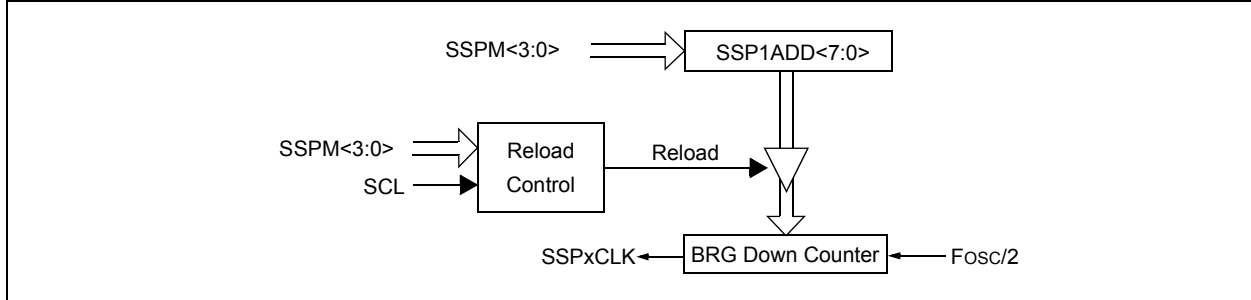 SSPM<3:0>
SSP1ADD<7:0>
SSPM<3:0>
SCL
Reload
Control
Reload
SSPxCLK
BRG Down Counter
FOSC/2